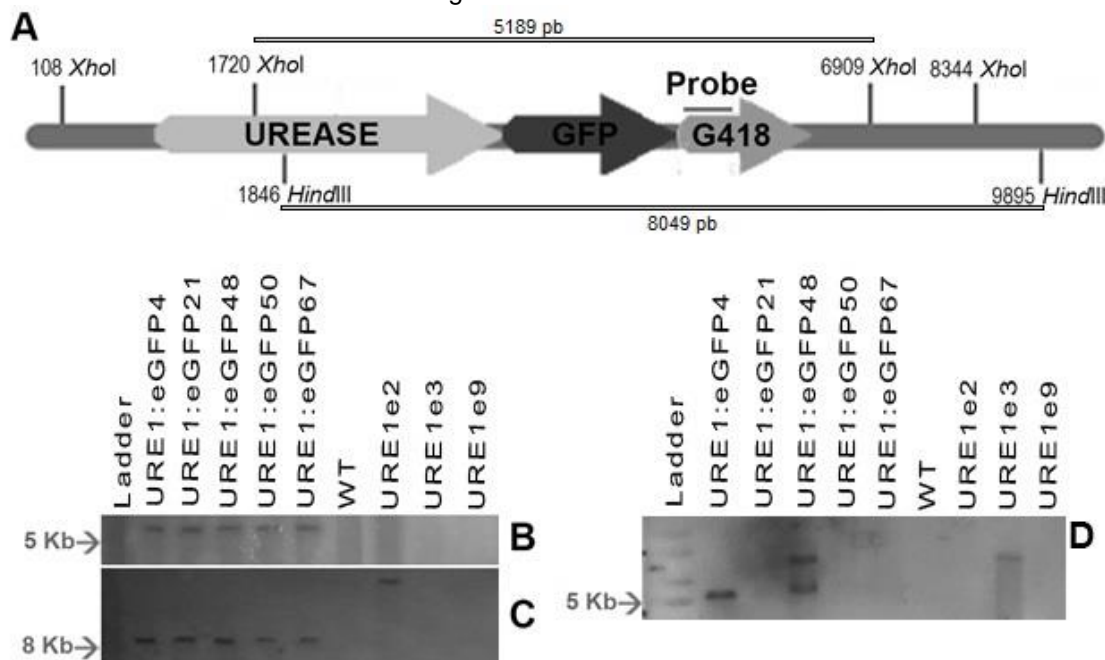 g
A
5189 pb
108 XhoI
1720 XhoI
6909 XhoI
8344 XhoI
Probe
UREASE
GFP
G418
1846 HindIII
9895 HindIII
8049 pb
Ladder
URE1::eGFP4
URE1:eGFP21
URE1:eGFP48
URE1:eGFP50
URE1:eGFP67
WT
URE1e2
URE1e3
URE1e9
5 Kb
B
8 Kb
C
Ladder
URE1:eGFP4
URE1:eGFP21
URE1:eGFP48
URE1:eGFP50
URE1:eGFP67
WT
URE1e2
URE1e3
URE1e9
5 Kb
D